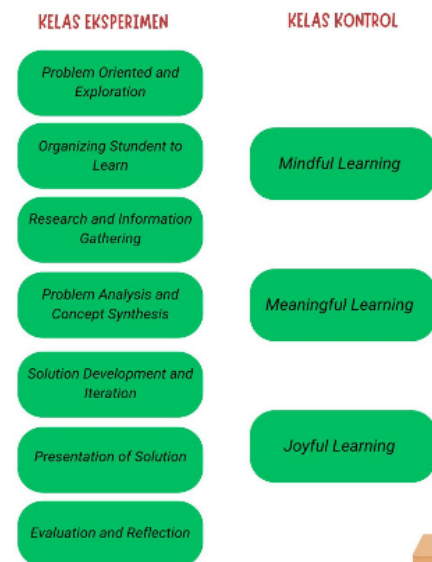 KELAS EKSPERIMEN
Problem Oriented and
Exploration
Organizing Stundent to
Learn
Research and Information
Gathering
Problem Analysis and
Concept Synthesis
Solution Development and
Iteration
Presentation of Solution
Evaluation and Reflection
KELAS KONTROL
Mindful Learning
Meaningful Learning
Joyful Learning